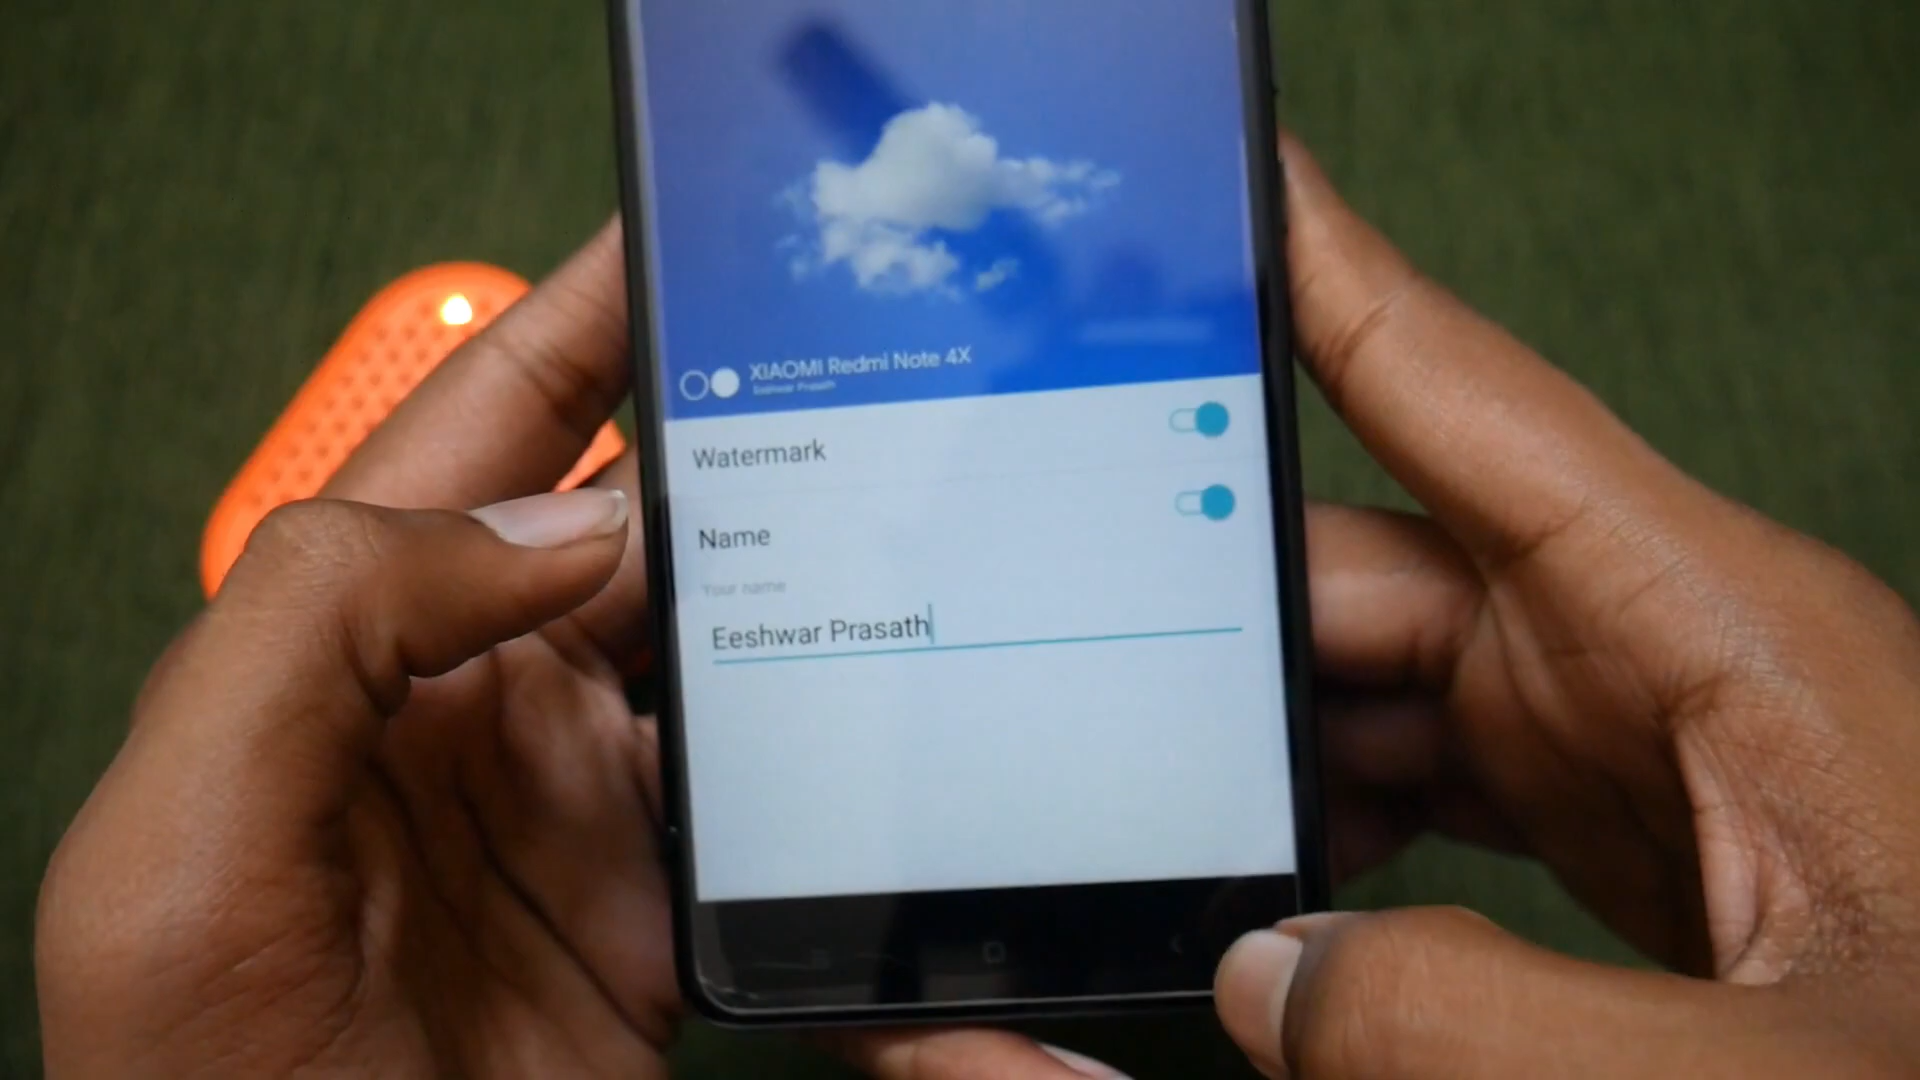 XIAOMI Redmi Note 4X
Eeshwar Prasath
Watermark
Name
Your name
Eeshwar Prasath